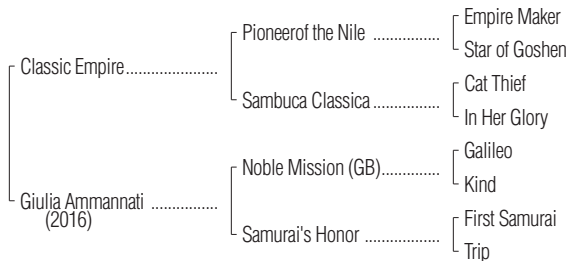 Empire Maker
Pioneerof the Nile ..................
Star of Goshen
Classic Empire.......................
Cat Thief
Sambuca Classica ..................
In Her Glory
Galileo
Noble Mission (GB)................
Kind
Giulia Ammannati ....................
(2016)
First Samurai
Samurai's Honor ....................
Trip